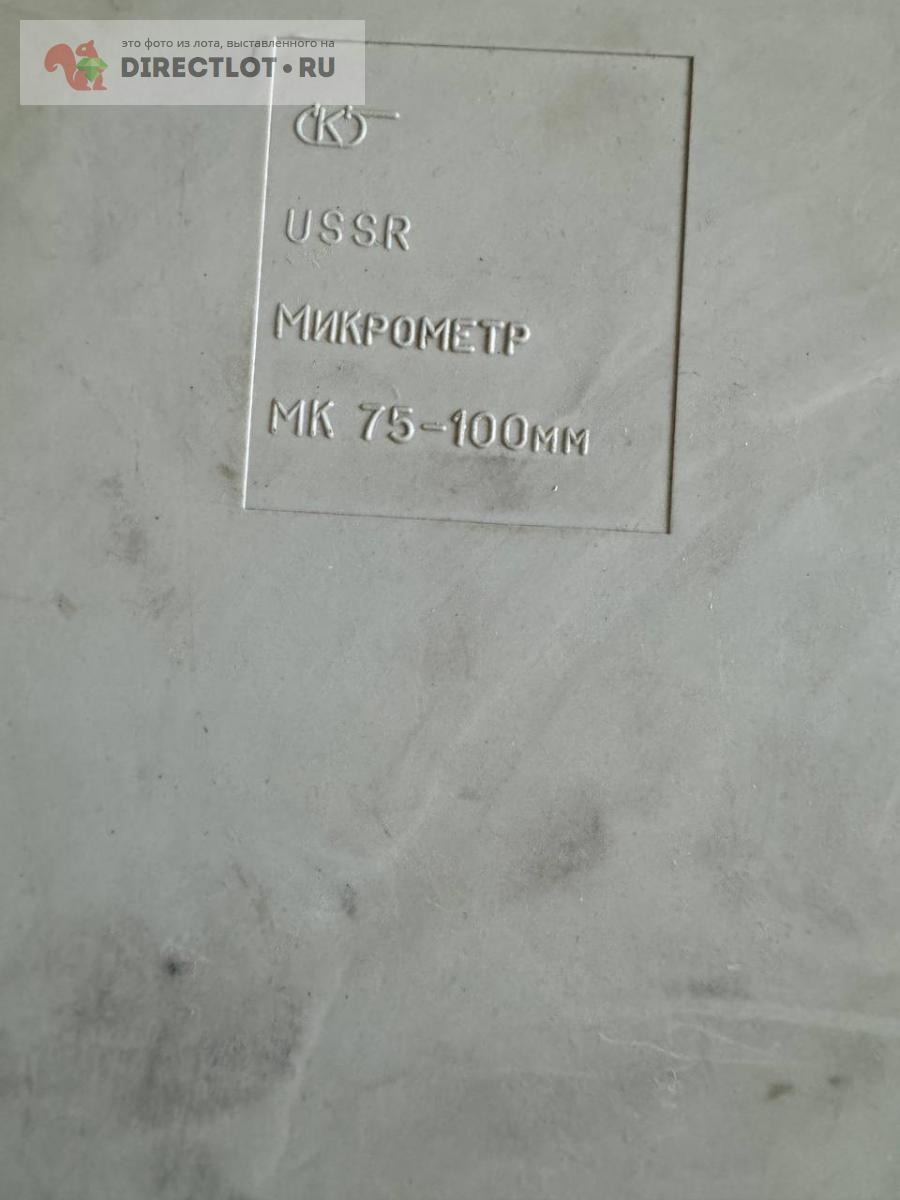 это фото из лота, выставленного на
DIRECTLOT•RU
К
USSR
Микрометр
МК 75-100мм